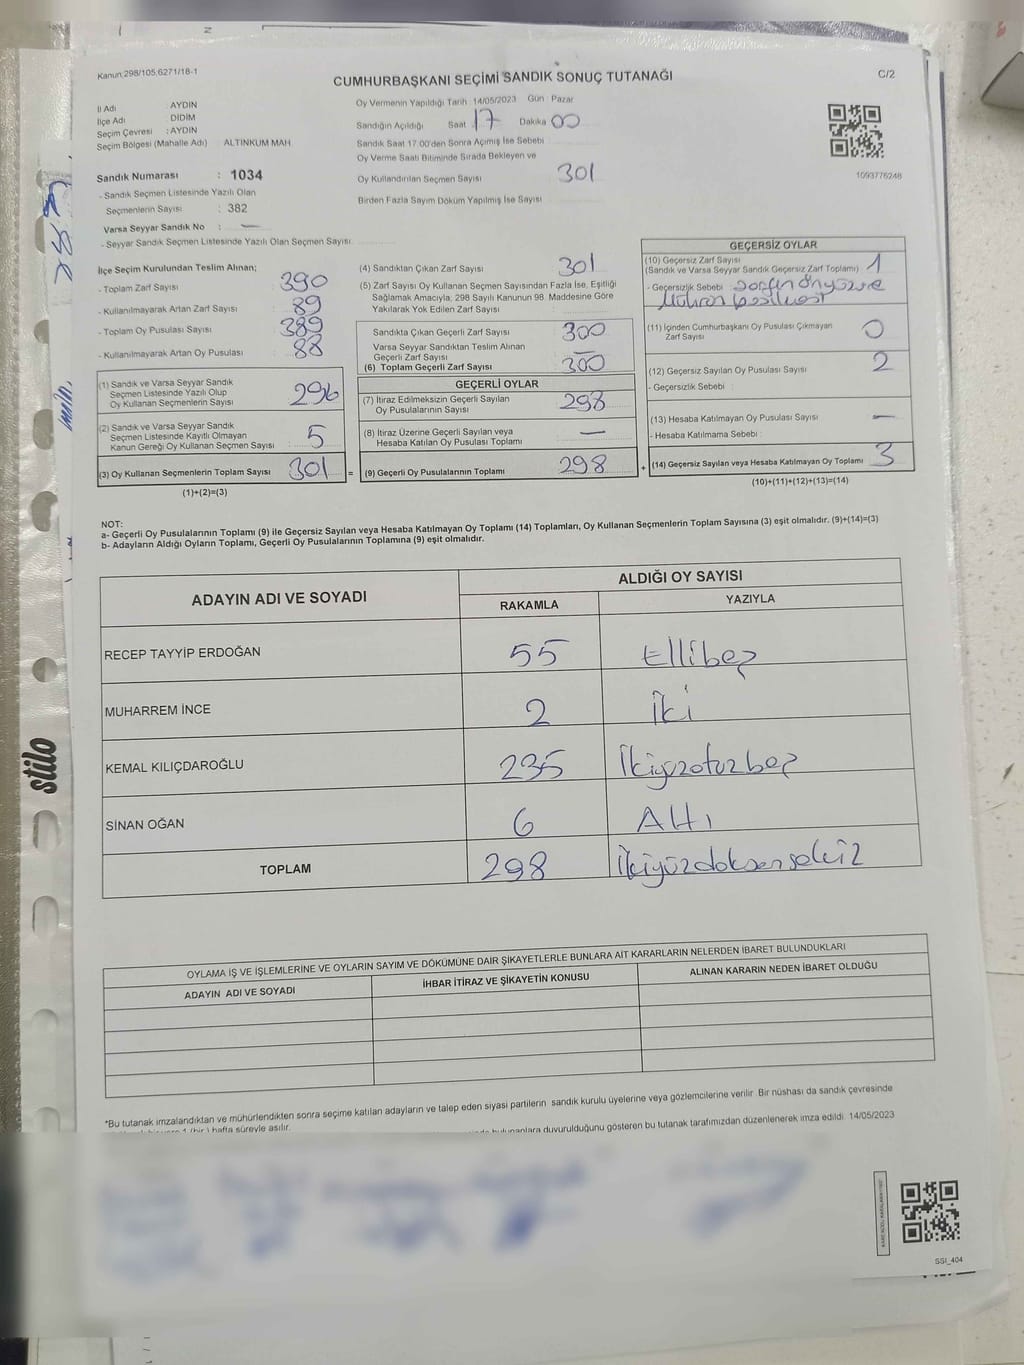 Kanun:298/105,6271/18-1
CUMHURBAŞKANI SEÇİMİ SANDIK SONUÇ TUTANAĞI
C/2
İl Adı AYDIN
İlçe Adı DİDİM
Seçim Çevresi : AYDIN
Seçim Bölgesi (Mahalle Adı) ALTINKUM MAH.
Sandık Numarası : 1034
- Sandık Seçmen Listesinde Yazılı Olan
Seçmenlerin Sayısı : 382
Varsa Seyyar Sandık No : —
- Seyyar Sandık Seçmen Listesinde Yazılı Olan Seçmen Sayısı
Oy Vermenin Yapıldığı Tarih : 14/05/2023 Gün : Pazar
Sandığın Açıldığı Saat 17 Dakika 00
Sandık Saat 17.00'den Sonra Açımış İse Sebebi
Oy Verme Saati Bitiminde Sırada Bekleyen ve
Oy Kullandırılan Seçmen Sayısı 301
Birden Fazla Sayım Döküm Yapılmış İse Sayısı
1093776248
İlçe Seçim Kurulundan Teslim Alınan;
- Toplam Zarf Sayısı 390
- Kullanılmayarak Artan Zarf Sayısı 89
- Toplam Oy Pusulası Sayısı 389
- Kullanılmayarak Artan Oy Pusulası 88
(1) Sandık ve Varsa Seyyar Sandık
Seçmen Listesinde Yazılı Olup
Oy Kullanan Seçmenlerin Sayısı 296
(2) Sandık ve Varsa Seyyar Sandık
Seçmen Listesinde Kayıtlı Olmayan
Kanun Gereği Oy Kullanan Seçmen Sayısı 5
(3) Oy Kullanan Seçmenlerin Toplam Sayısı 301 =
(1)+(2)=(3)
(4) Sandıktan Çıkan Zarf Sayısı 301
(5) Zarf Sayısı Oy Kullanan Seçmen Sayısından Fazla İse, Eşitliği
Sağlamak Amacıyla; 298 Sayılı Kanunun 98. Maddesine Göre
Yakılarak Yok Edilen Zarf Sayısı
Sandıkta Çıkan Geçerli Zarf Sayısı 300
Varsa Seyyar Sandıktan Teslim Alınan
Geçerli Zarf Sayısı
(6) Toplam Geçerli Zarf Sayısı 300
GEÇERLİ OYLAR
(7) İtiraz Edilmeksizin Geçerli Sayılan
Oy Pusulalarının Sayısı 298
(8) İtiraz Üzerine Geçerli Sayılan veya
Hesaba Katılan Oy Pusulası Toplamı —
(9) Geçerli Oy Pusulalarının Toplamı 298 +
GEÇERSİZ OYLAR
(10) Geçersiz Zarf Sayısı
(Sandık ve Varsa Seyyar Sandık Geçersiz Zarf Toplamı) 1
- Geçersizlik Sebebi Zarfın Önyüzüne
Mührün basılması
(11) İçinden Cumhurbaşkanı Oy Pusulası Çıkmayan
Zarf Sayısı 0
(12) Geçersiz Sayılan Oy Pusulası Sayısı 2
- Geçersizlik Sebebi :
(13) Hesaba Katılmayan Oy Pusulası Sayısı —
- Hesaba Katılmama Sebebi :
(14) Geçersiz Sayılan veya Hesaba Katılmayan Oy Toplamı 3
(10)+(11)+(12)+(13)=(14)
NOT:
a- Geçerli Oy Pusulalarının Toplamı (9) ile Geçersiz Sayılan veya Hesaba Katılmayan Oy Toplamı (14) Toplamları, Oy Kullanan Seçmenlerin Toplam Sayısına (3) eşit olmalıdır. (9)+(14)=(3)
b- Adayların Aldığı Oyların Toplamı, Geçerli Oy Pusulalarının Toplamına (9) eşit olmalıdır.
ADAYIN ADI VE SOYADI
ALDIĞI OY SAYISI
RAKAMLA YAZIYLA
RECEP TAYYİP ERDOĞAN 55 Ellibeş
MUHARREM İNCE 2 İki
KEMAL KILIÇDAROĞLU 235 İkiyüzotuzbeş
SİNAN OĞAN 6 Altı
TOPLAM 298 İkiyüzdoksansekiz
OYLAMA İŞ VE İŞLEMLERİNE VE OYLARIN SAYIM VE DÖKÜMÜNE DAİR ŞİKAYETLERLE BUNLARA AİT KARARLARIN NELERDEN İBARET BULUNDUKLARI
ADAYIN ADI VE SOYADI İHBAR İTİRAZ VE ŞİKAYETİN KONUSU ALINAN KARARIN NEDEN İBARET OLDUĞU
*Bu tutanak imzalandıktan ve mühürlendikten sonra seçime katılan adayların ve talep eden siyasi partilerin sandık kurulu üyelerine veya gözlemcilerine verilir. Bir nüshası da sandık çevresinde
hafta süreyle asılır. bulunanlara duyurulduğunu gösteren bu tutanak tarafımızdan düzenlenerek imza edildi. 14/05/2023
stilo
SSI_404